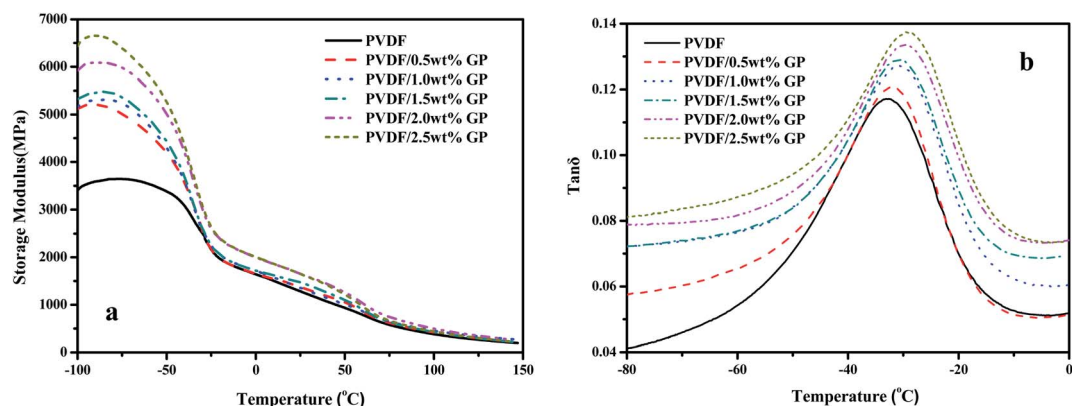 7000
6000
5000
4000
3000
2000
1000
0
Storage Modulus(MPa)
-100
-50
0
50
100
150
Temperature (°C)
PVDF
PVDF/0.5wt% GP
PVDF/1.0wt% GP
PVDF/1.5wt% GP
PVDF/2.0wt% GP
PVDF/2.5wt% GP
a
0.14
0.12
0.10
0.08
0.06
0.04
Tanδ
-80
-60
-40
-20
0
Temperature (°C)
PVDF
PVDF/0.5wt% GP
PVDF/1.0wt% GP
PVDF/1.5wt% GP
PVDF/2.0wt% GP
PVDF/2.5wt% GP
b